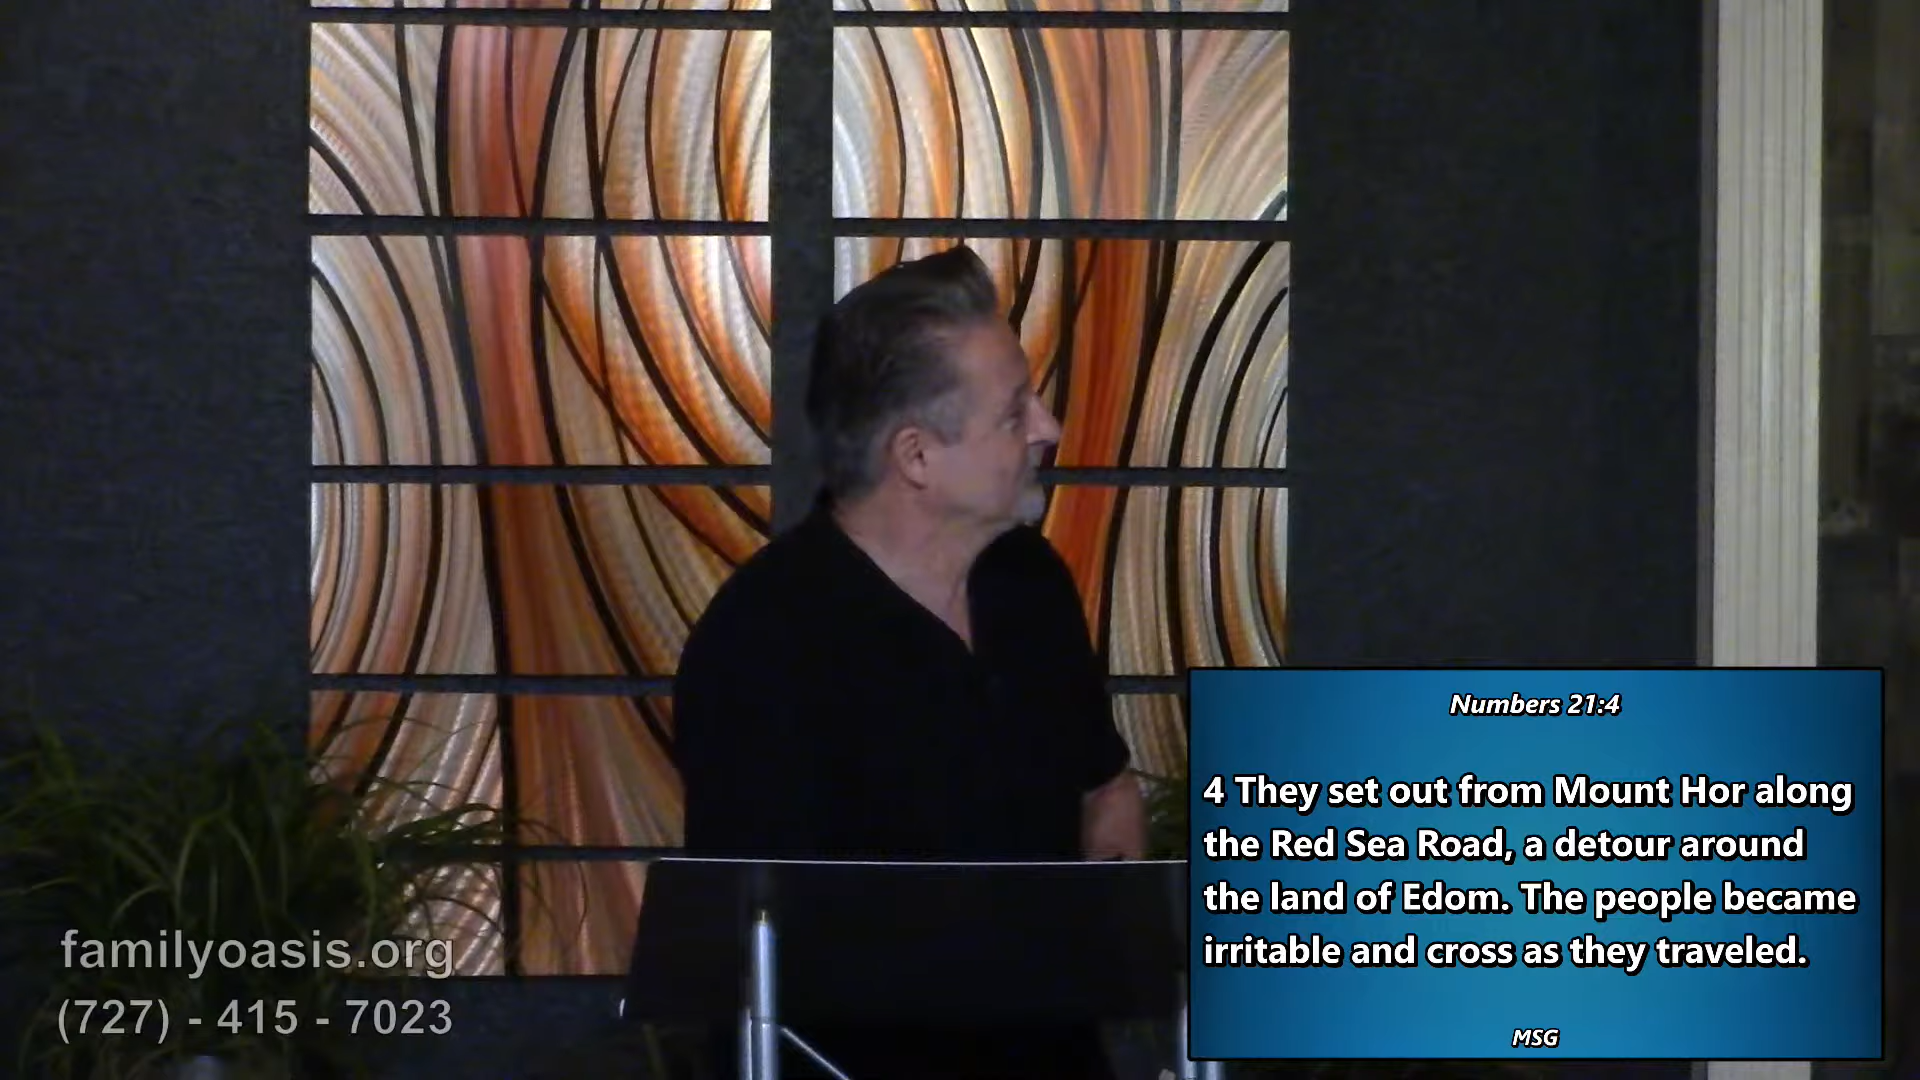 Numbers 21:4
4 They set out from Mount Hor along
the Red Sea Road, a detour around
the land of Edom. The people became
irritable and cross as they traveled.
MSG
familyoasis.org
(727) - 415 - 7023